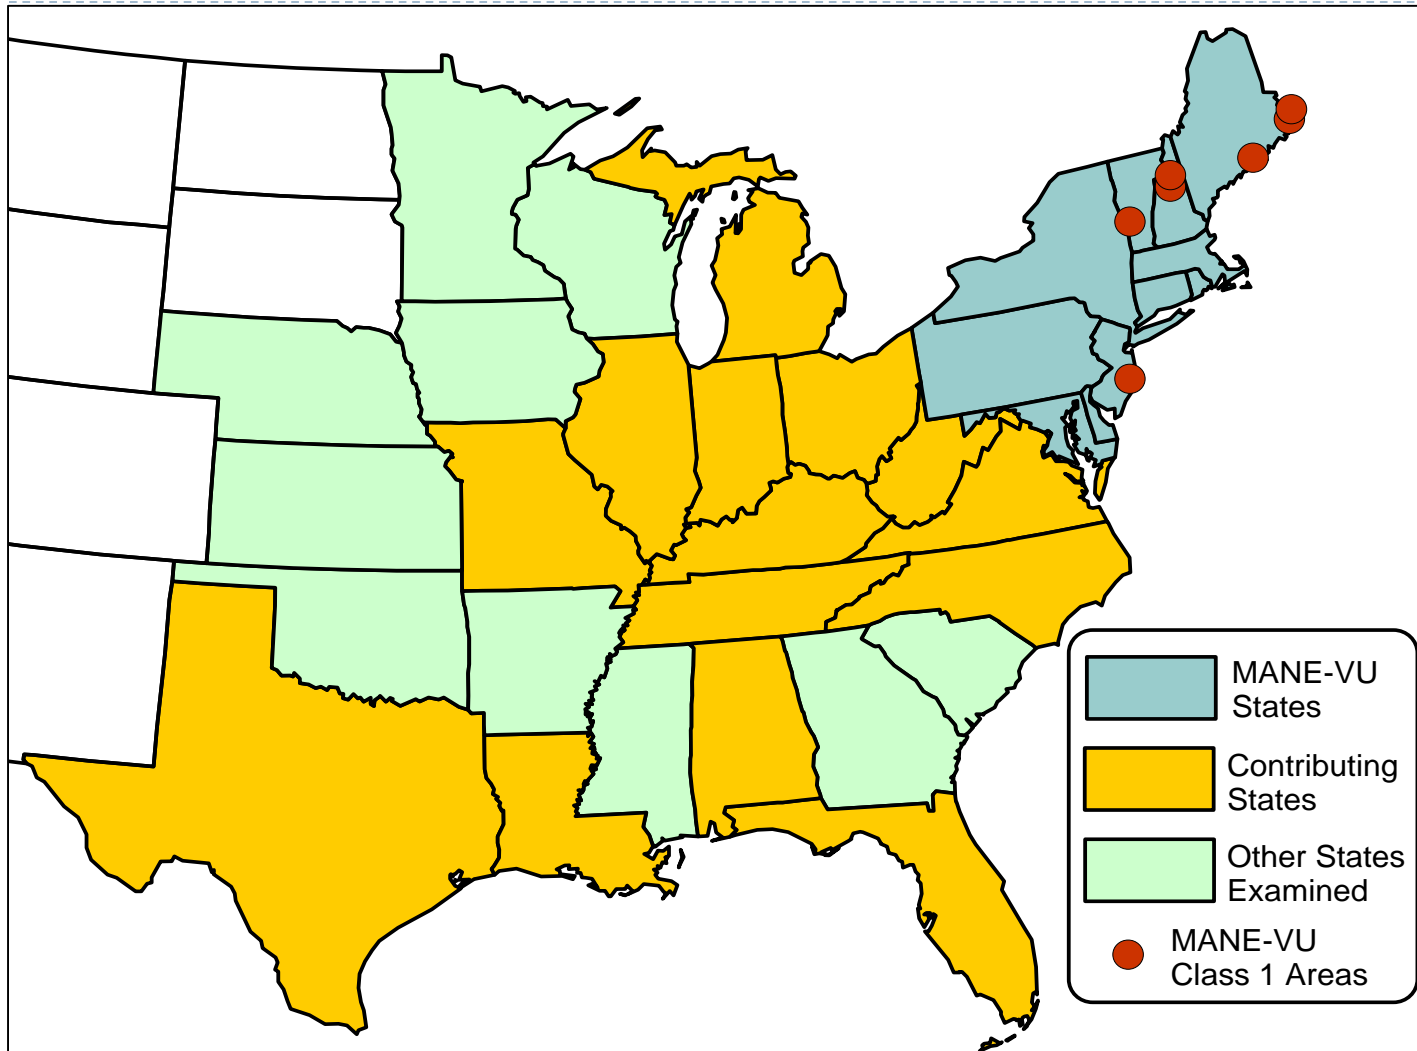 MANE-VU
States
Contributing
States
Other States
Examined
MANE-VU
Class 1 Areas